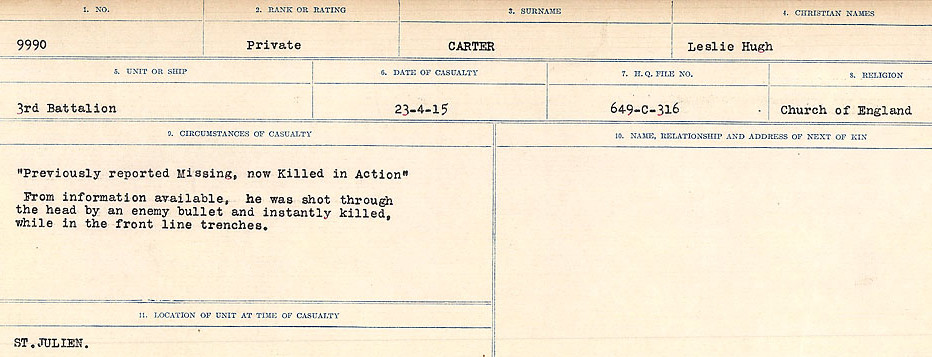 1. NO. 2. RANK OR RATING 3. SURNAME 4. CHRISTIAN NAMES
9990 Private CARTER Leslie Hugh
5. UNIT OR SHIP 6. DATE OF CASUALTY 7. H.Q. FILE NO. 8. RELIGION
3rd Battalion 23-4-15 649-C-316 Church of England
9. CIRCUMSTANCES OF CASUALTY 10. NAME, RELATIONSHIP AND ADDRESS OF NEXT OF KIN
"Previously reported Missing, now Killed in Action"
From information available, he was shot through
the head by an enemy bullet and instantly killed,
while in the front line trenches.
11. LOCATION OF UNIT AT TIME OF CASUALTY
ST.JULIEN.